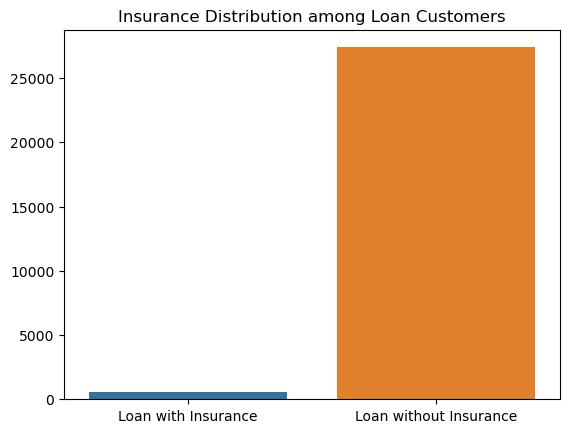 Insurance Distribution among Loan Customers
25000
20000
15000
10000
5000
0
Loan with Insurance
Loan without Insurance